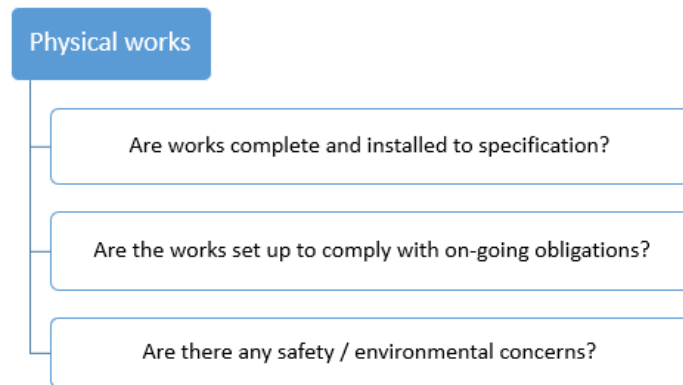 Physical works
Are works complete and installed to specification?
Are the works set up to comply with on-going obligations?
Are there any safety / environmental concerns?